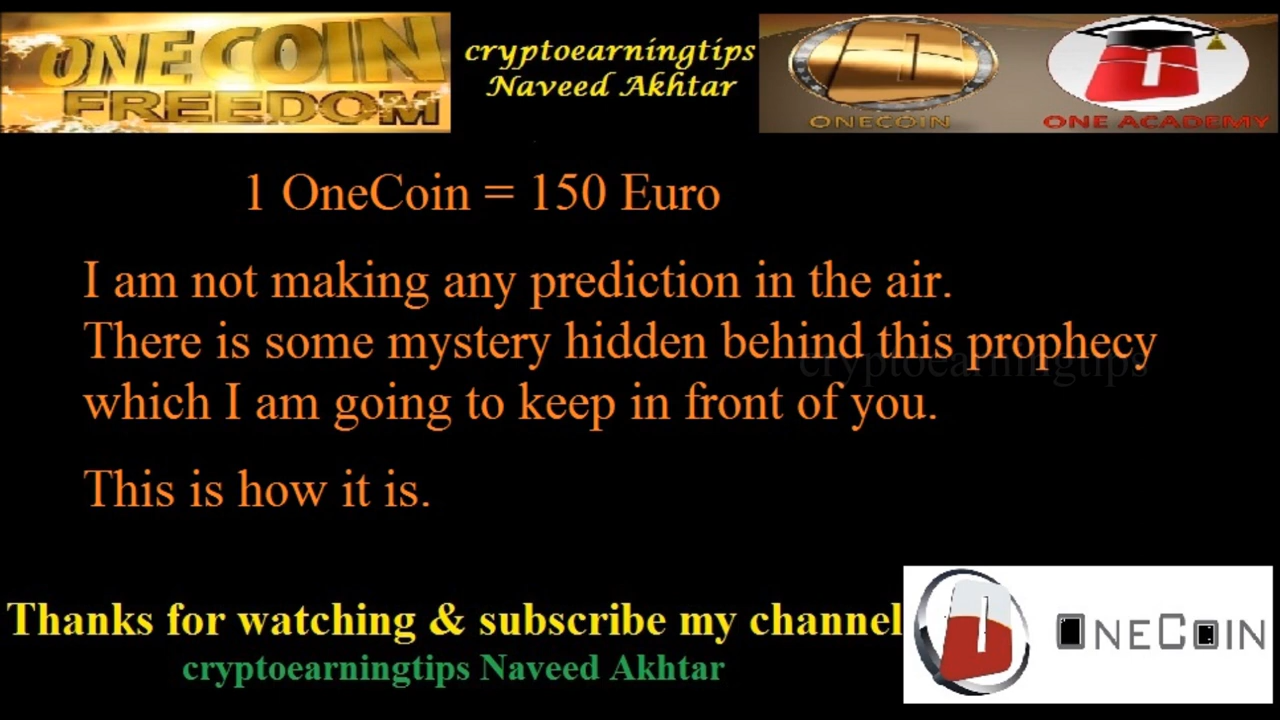 ONE COIN
FREEDOM
cryptoearningtips
Naveed Akhtar
ONECOIN
ONE ACADEMY
1 OneCoin = 150 Euro
I am not making any prediction in the air.
There is some mystery hidden behind this prophecy
cryptoearningtips
which I am going to keep in front of you.
This is how it is.
Thanks for watching & subscribe my channel
cryptoearningtips Naveed Akhtar
ONECOIN